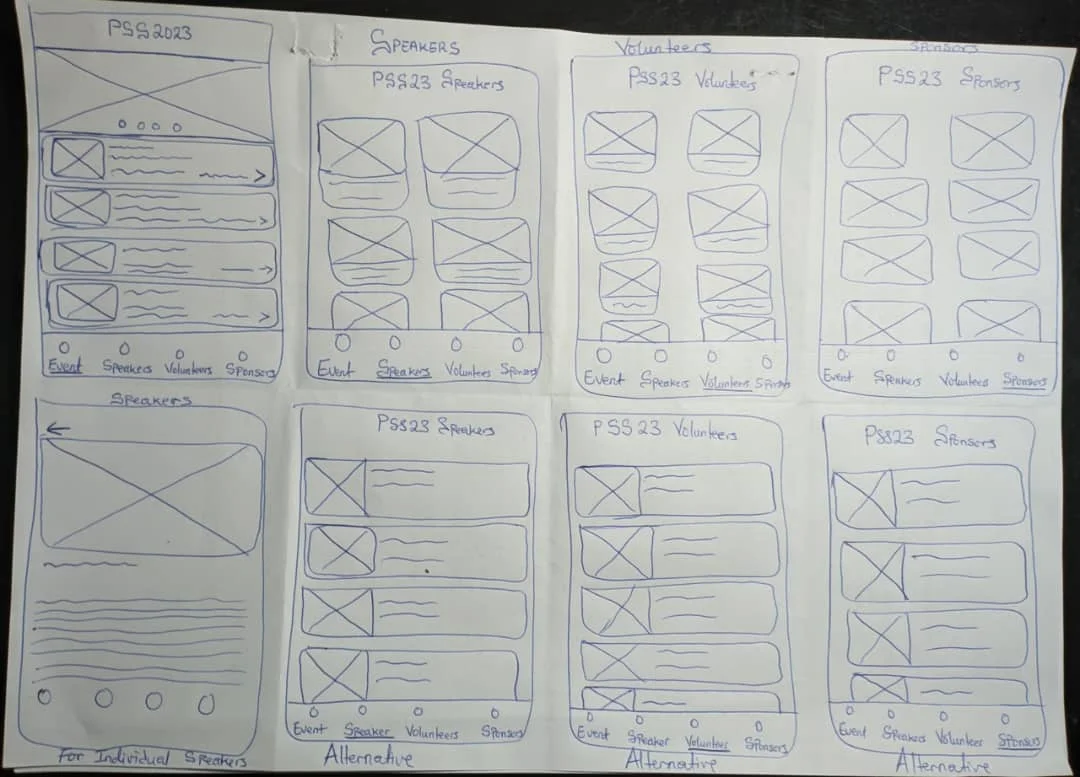 PSS2023
Event Speakers Volunteers Sponsors
SPEAKERS
PSS23 Speakers
Event Speakers Volunteers Sponsors
Volunteers
PSS23 Volunteers
Event Speakers Volunteers Sponsors
Sponsors
PSS23 Sponsors
Event Speakers Volunteers Sponsors
Speakers
For Individual Speakers
PSS23 Speakers
Event Speaker Volunteers Sponsors
Alternative
PSS23 Volunteers
Event Speaker Volunteer Sponsors
Alternative
PSS23 Sponsors
Event Speakers Volunteer Sponsors
Alternative